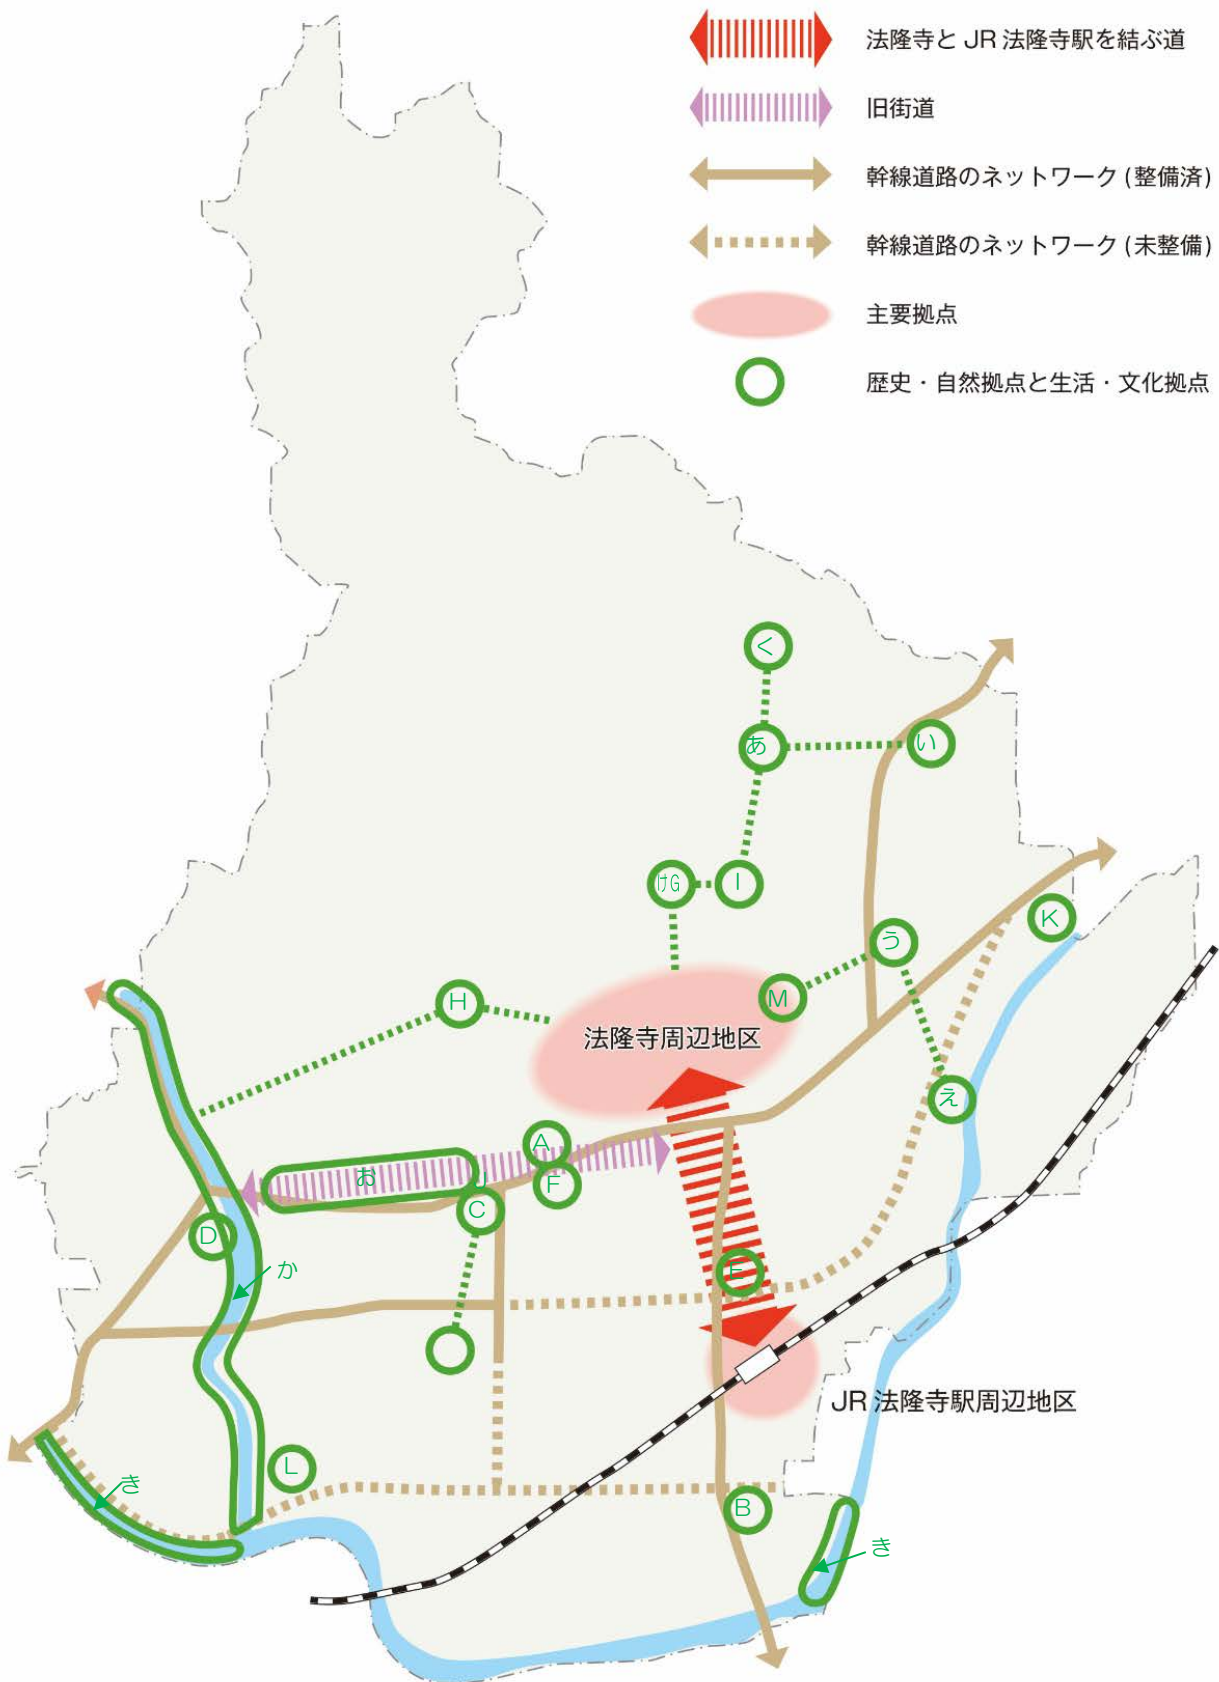 法隆寺と JR 法隆寺駅を結ぶ道
旧街道
幹線道路のネットワーク (整備済)
幹線道路のネットワーク (未整備)
主要拠点
歴史・自然拠点と生活・文化拠点
く
あ
い
けG
I
K
う
H
M
法隆寺周辺地区
え
A
お
J
F
C
D
か
E
JR 法隆寺駅周辺地区
L
き
B
き